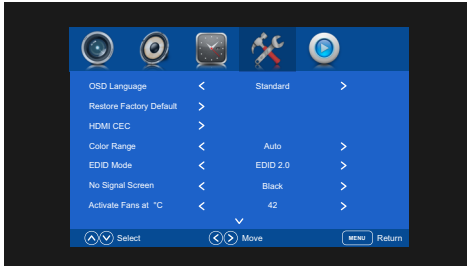 OSD Language < Standard >
Restore Factory Default >
HDMI CEC >
Color Range < Auto >
EDID Mode < EDID 2.0 >
No Signal Screen < Black >
Activate Fans at °C < 42 >
Select Move MENU Return